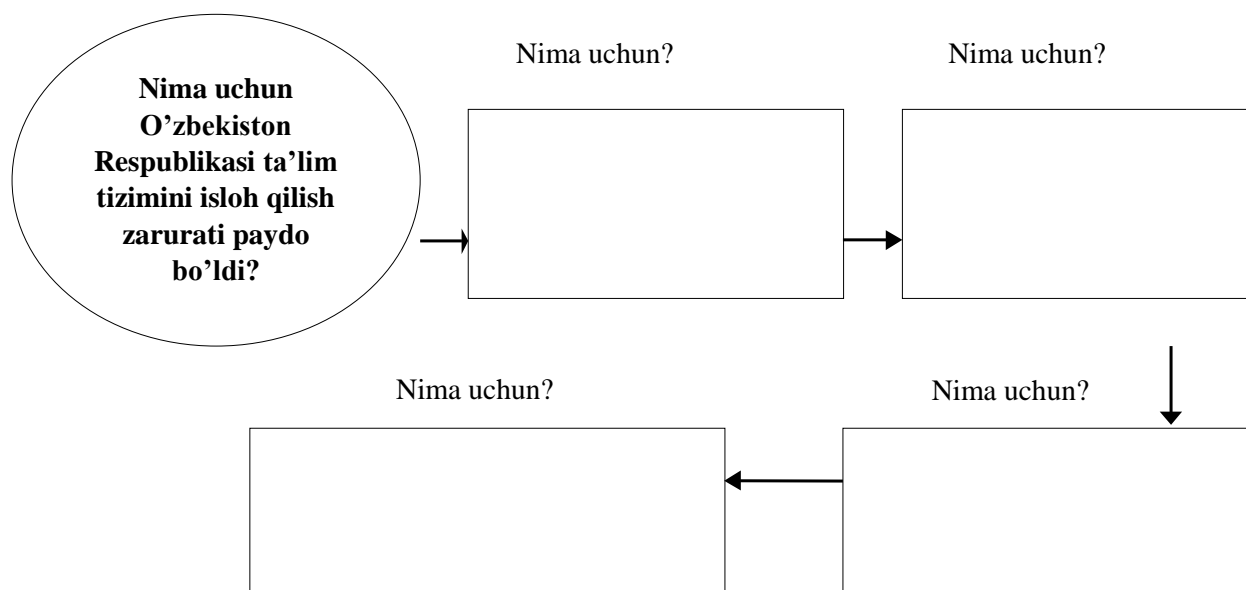 Nima uchun?
Nima uchun?
Nima uchun
O’zbekiston
Respublikasi ta’lim
tizimini isloh qilish
zarurati paydo
bo’ldi?
Nima uchun?
Nima uchun?